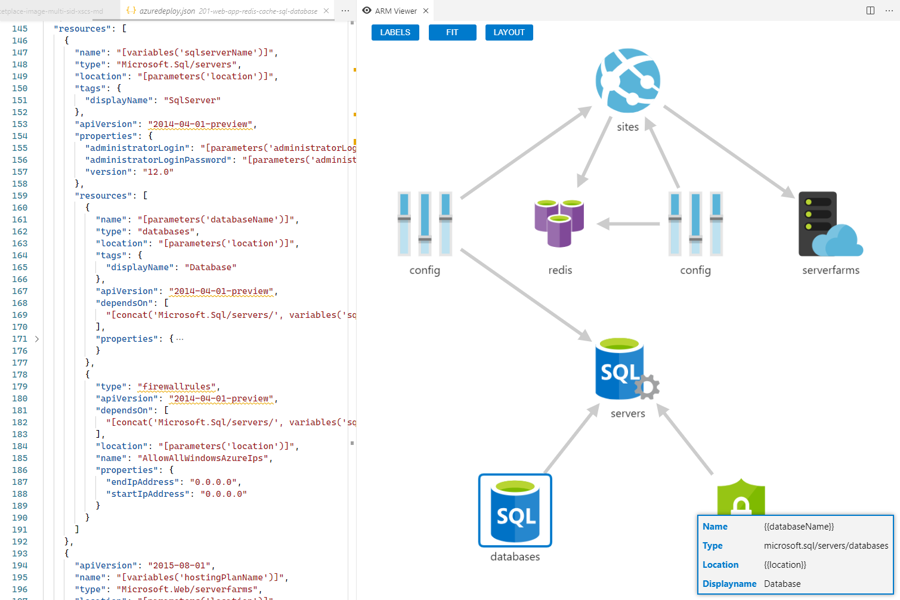 atplace-image-multi-sid-xscs-md
{} azuredeploy.json 201-web-app-redis-cache-sql-database × ···
145 "resources": [
146 {
147 "name": "[variables('sqlserverName')]",
148 "type": "Microsoft.Sql/servers",
149 "location": "[parameters('location')]",
150 "tags": {
151 "displayName": "SqlServer"
152 },
153 "apiVersion": "2014-04-01-preview",
154 "properties": {
155 "administratorLogin": "[parameters('administratorLog
156 "administratorLoginPassword": "[parameters('administ
157 "version": "12.0"
158 },
159 "resources": [
160 {
161 "name": "[parameters('databaseName')]",
162 "type": "databases",
163 "location": "[parameters('location')]",
164 "tags": {
165 "displayName": "Database"
166 },
167 "apiVersion": "2014-04-01-preview",
168 "dependsOn": [
169 "[concat('Microsoft.Sql/servers/', variables('sq
170 ],
171 > "properties": {···
176 }
177 },
178 {
179 "type": "firewallrules",
180 "apiVersion": "2014-04-01-preview",
181 "dependsOn": [
182 "[concat('Microsoft.Sql/servers/', variables('sq
183 ],
184 "location": "[parameters('location')]",
185 "name": "AllowAllWindowsAzureIps",
186 "properties": {
187 "endIpAddress": "0.0.0.0",
188 "startIpAddress": "0.0.0.0"
189 }
190 }
191 ]
192 },
193 {
194 "apiVersion": "2015-08-01",
195 "name": "[variables('hostingPlanName')]",
196 "type": "Microsoft.Web/serverfarms",
ARM Viewer × ···
LABELS FIT LAYOUT
sites
config redis config serverfarms
SQL
servers
SQL
databases
Name {{databaseName}}
Type microsoft.sql/servers/databases
Location {{location}}
Displayname Database